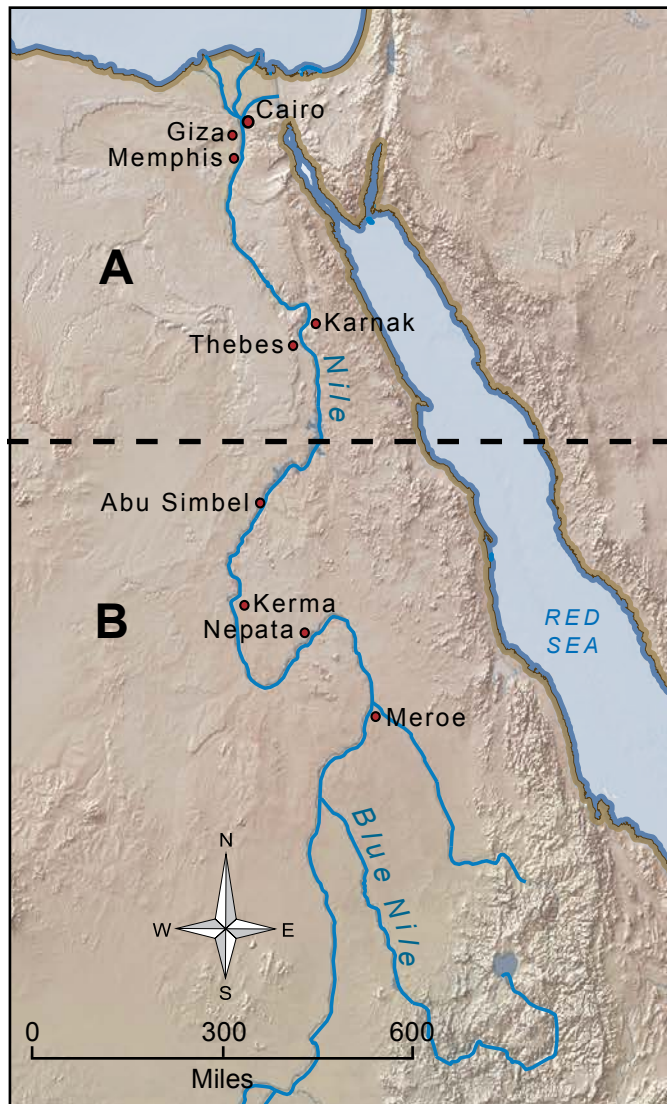 Cairo
Giza
Memphis
A
Karnak
Thebes
Nile
Abu Simbel
Kerma
B
Nepata
RED
SEA
Meroe
Blue Nile
N
W E
S
0 300 600
Miles